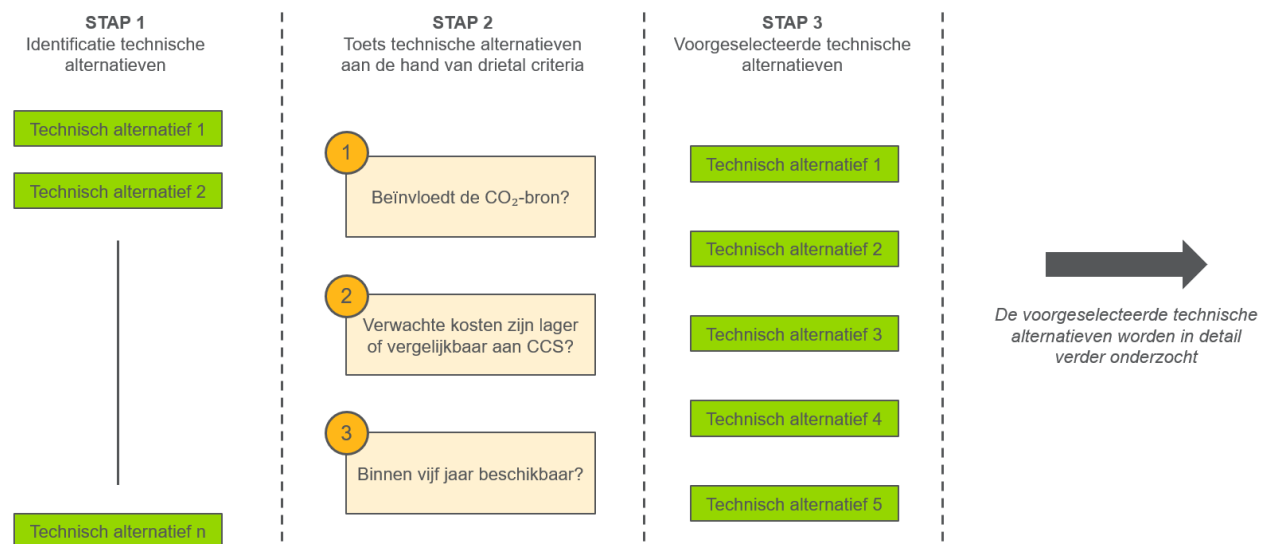 STAP 1
Identificatie technische
alternatieven
Technisch alternatief 1
Technisch alternatief 2
Technisch alternatief n
STAP 2
Toets technische alternatieven
aan de hand van drietal criteria
1
Beïnvloedt de CO₂-bron?
2
Verwachte kosten zijn lager
of vergelijkbaar aan CCS?
3
Binnen vijf jaar beschikbaar?
STAP 3
Voorgeselecteerde technische
alternatieven
Technisch alternatief 1
Technisch alternatief 2
Technisch alternatief 3
Technisch alternatief 4
Technisch alternatief 5
De voorgeselecteerde technische
alternatieven worden in detail
verder onderzocht